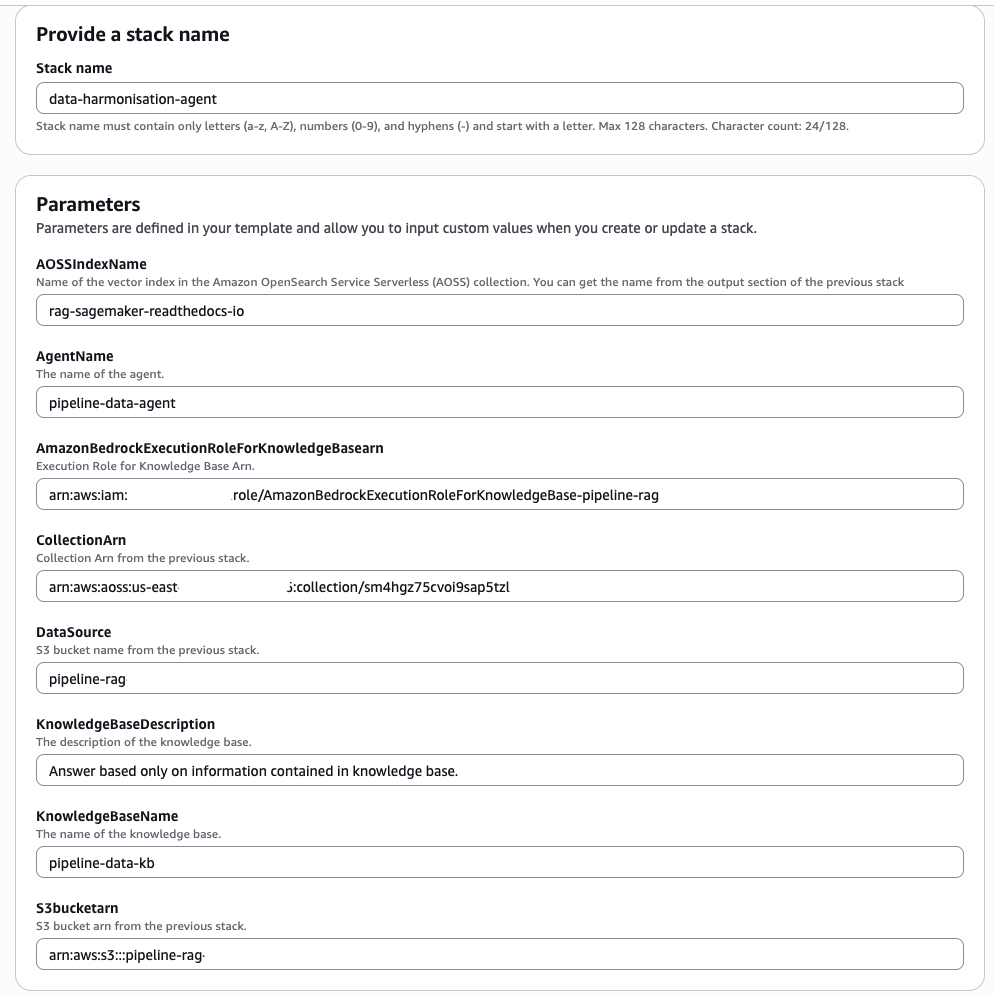 Provide a stack name
Stack name
data-harmonisation-agent
Stack name must contain only letters (a-z, A-Z), numbers (0-9), and hyphens (-) and start with a letter. Max 128 characters. Character count: 24/128.
Parameters
Parameters are defined in your template and allow you to input custom values when you create or update a stack.
AOSSIndexName
Name of the vector index in the Amazon OpenSearch Service Serverless (AOSS) collection. You can get the name from the output section of the previous stack
rag-sagemaker-readthedocs-io
AgentName
The name of the agent.
pipeline-data-agent
AmazonBedrockExecutionRoleForKnowledgeBasearn
Execution Role for Knowledge Base Arn.
arn:aws:iam: role/AmazonBedrockExecutionRoleForKnowledgeBase-pipeline-rag
CollectionArn
Collection Arn from the previous stack.
arn:aws:aoss:us-east :collection/sm4hgz75cvoi9sap5tzl
DataSource
S3 bucket name from the previous stack.
pipeline-rag
KnowledgeBaseDescription
The description of the knowledge base.
Answer based only on information contained in knowledge base.
KnowledgeBaseName
The name of the knowledge base.
pipeline-data-kb
S3bucketarn
S3 bucket arn from the previous stack.
arn:aws:s3:::pipeline-rag